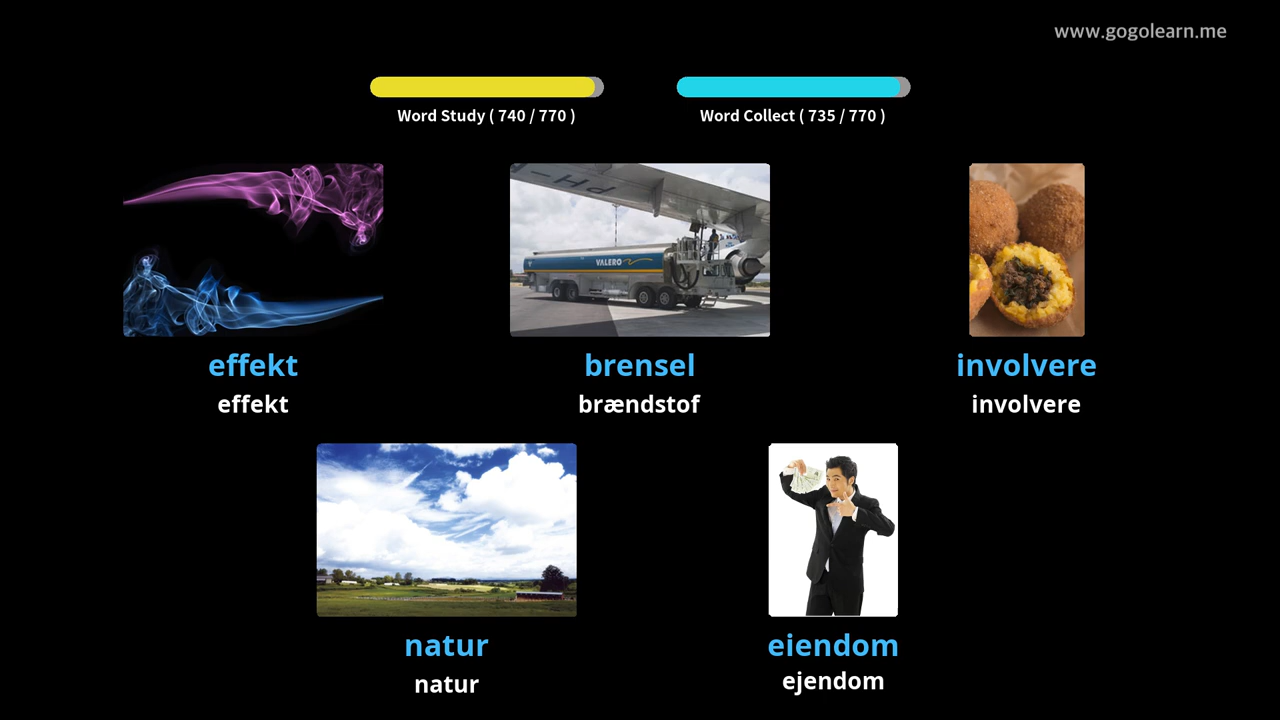 www.gogolearn.me
Word Study ( 740 / 770 )
Word Collect ( 735 / 770 )
VALERO
effekt
effekt
brensel
brændstof
involvere
involvere
natur
natur
eiendom
ejendom